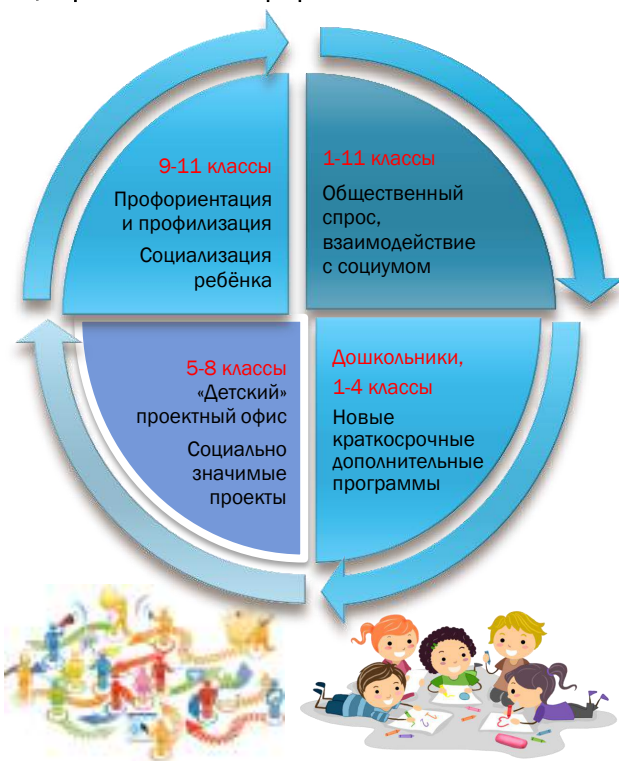 9-11 классы
Профориентация
и профилизация
Социализация
ребёнка
1-11 классы
Общественный
спрос,
взаимодействие
с социумом
5-8 классы
«Детский»
проектный офис
Социально
значимые
проекты
Дошкольники,
1-4 классы
Новые
краткосрочные
дополнительные
программы